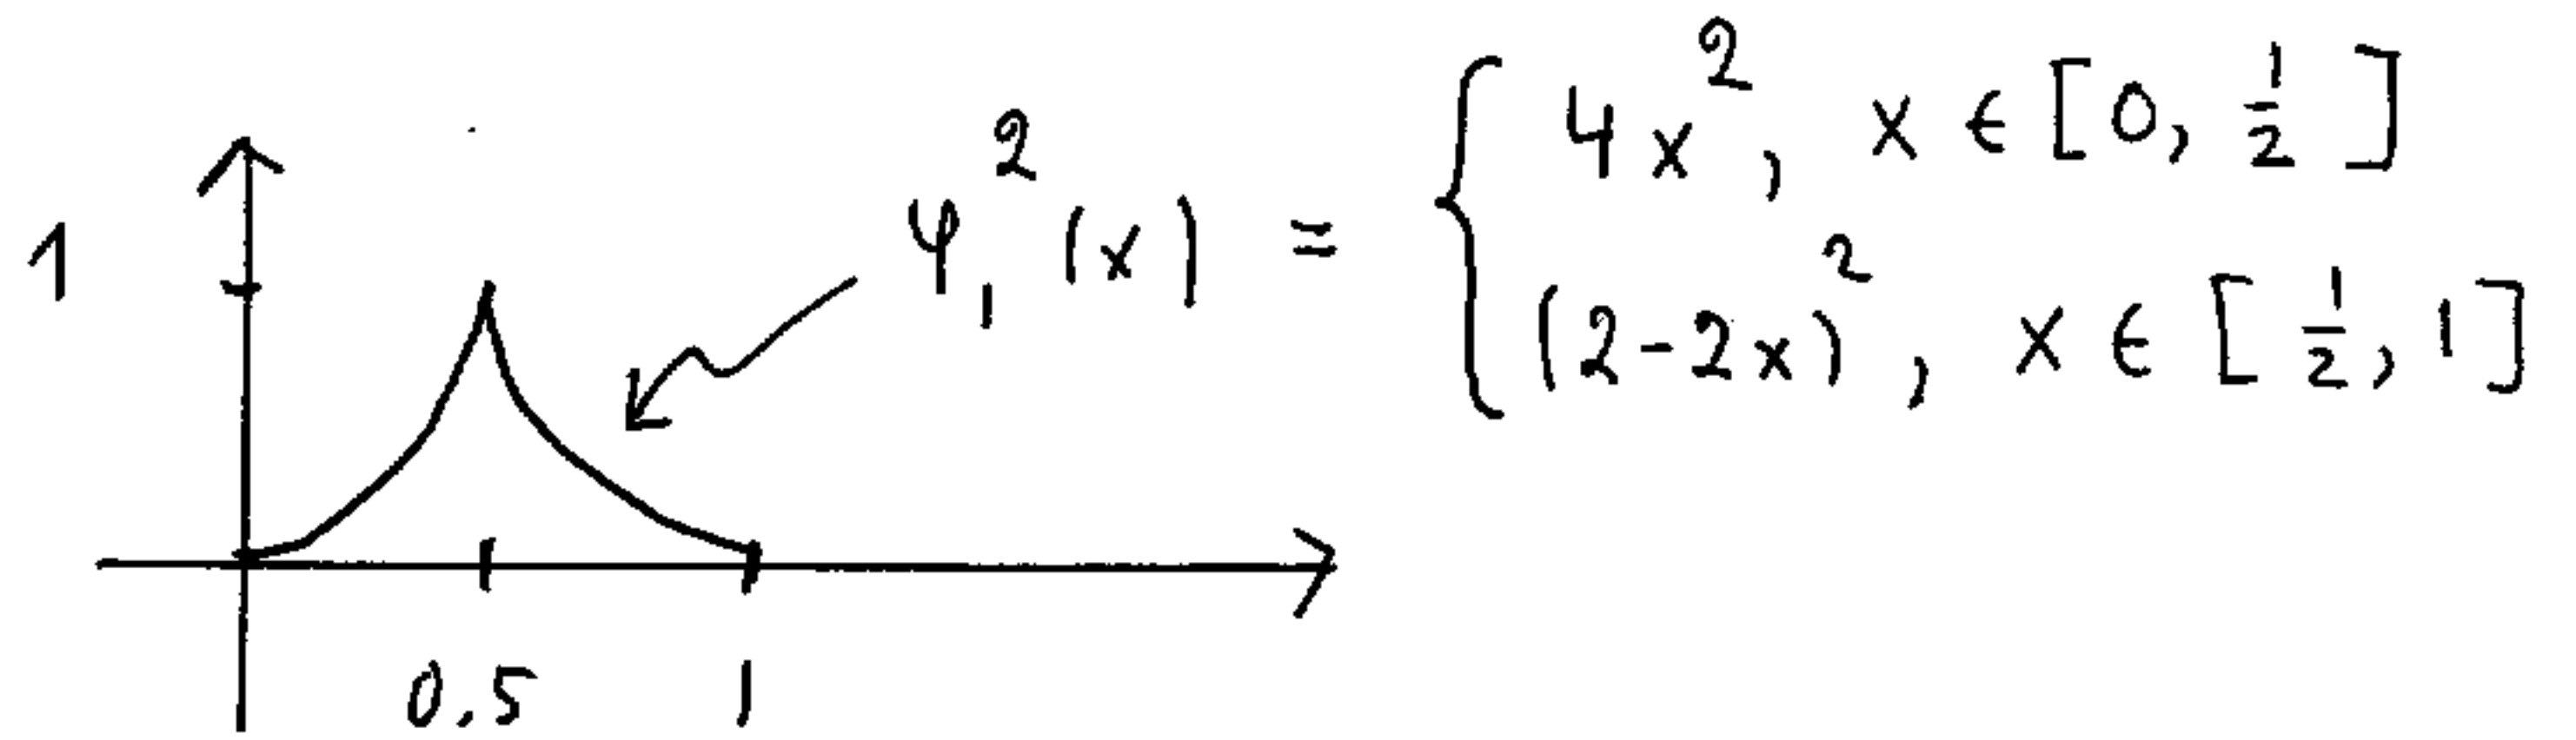 1
φ₁²(x) = { 4x², x ∈ [0, 1/2]
(2-2x)², x ∈ [1/2, 1]
0.5 1